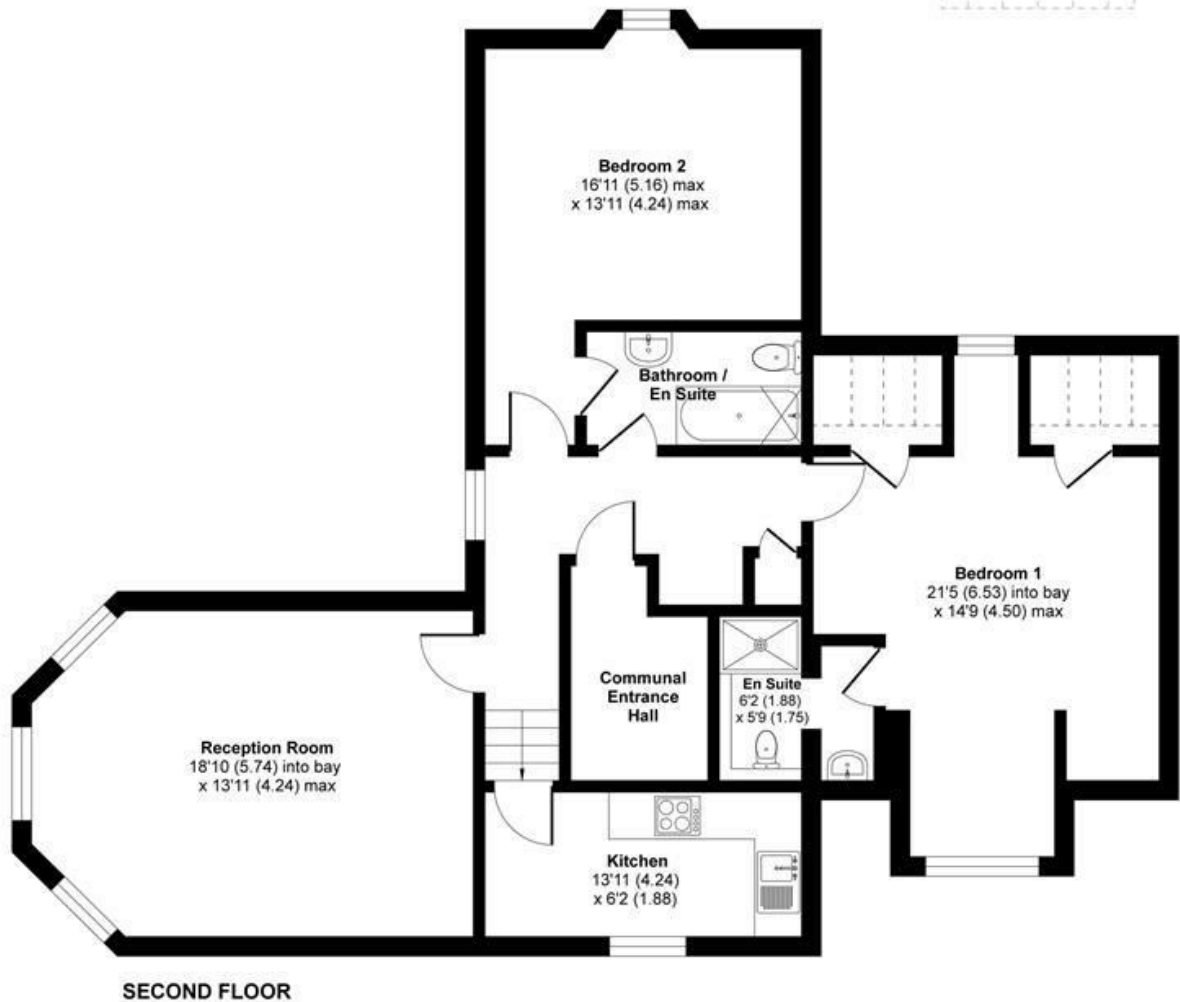 Bedroom 2
16'11 (5.16) max
x 13'11 (4.24) max
Bathroom /
En Suite
Bedroom 1
21'5 (6.53) into bay
x 14'9 (4.50) max
Communal
Entrance
Hall
En Suite
6'2 (1.88)
x 5'9 (1.75)
Reception Room
18'10 (5.74) into bay
x 13'11 (4.24) max
Kitchen
13'11 (4.24)
x 6'2 (1.88)
SECOND FLOOR